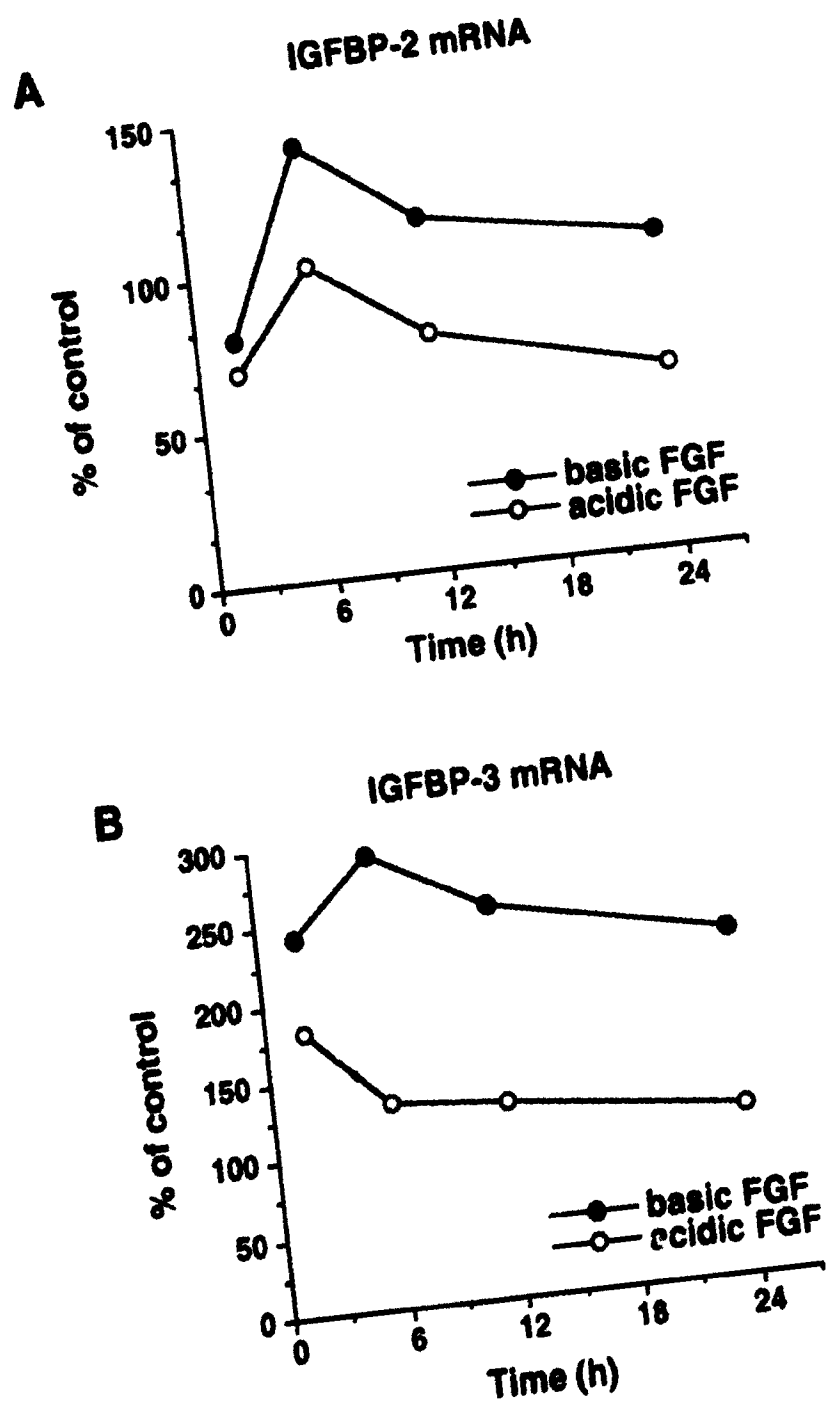 A
IGFBP-2 mRNA
150
100
50
0
% of control
basic FGF
acidic FGF
0 6 12 18 24
Time (h)
B
IGFBP-3 mRNA
300
250
200
150
100
50
0
% of control
basic FGF
acidic FGF
0 6 12 18 24
Time (h)